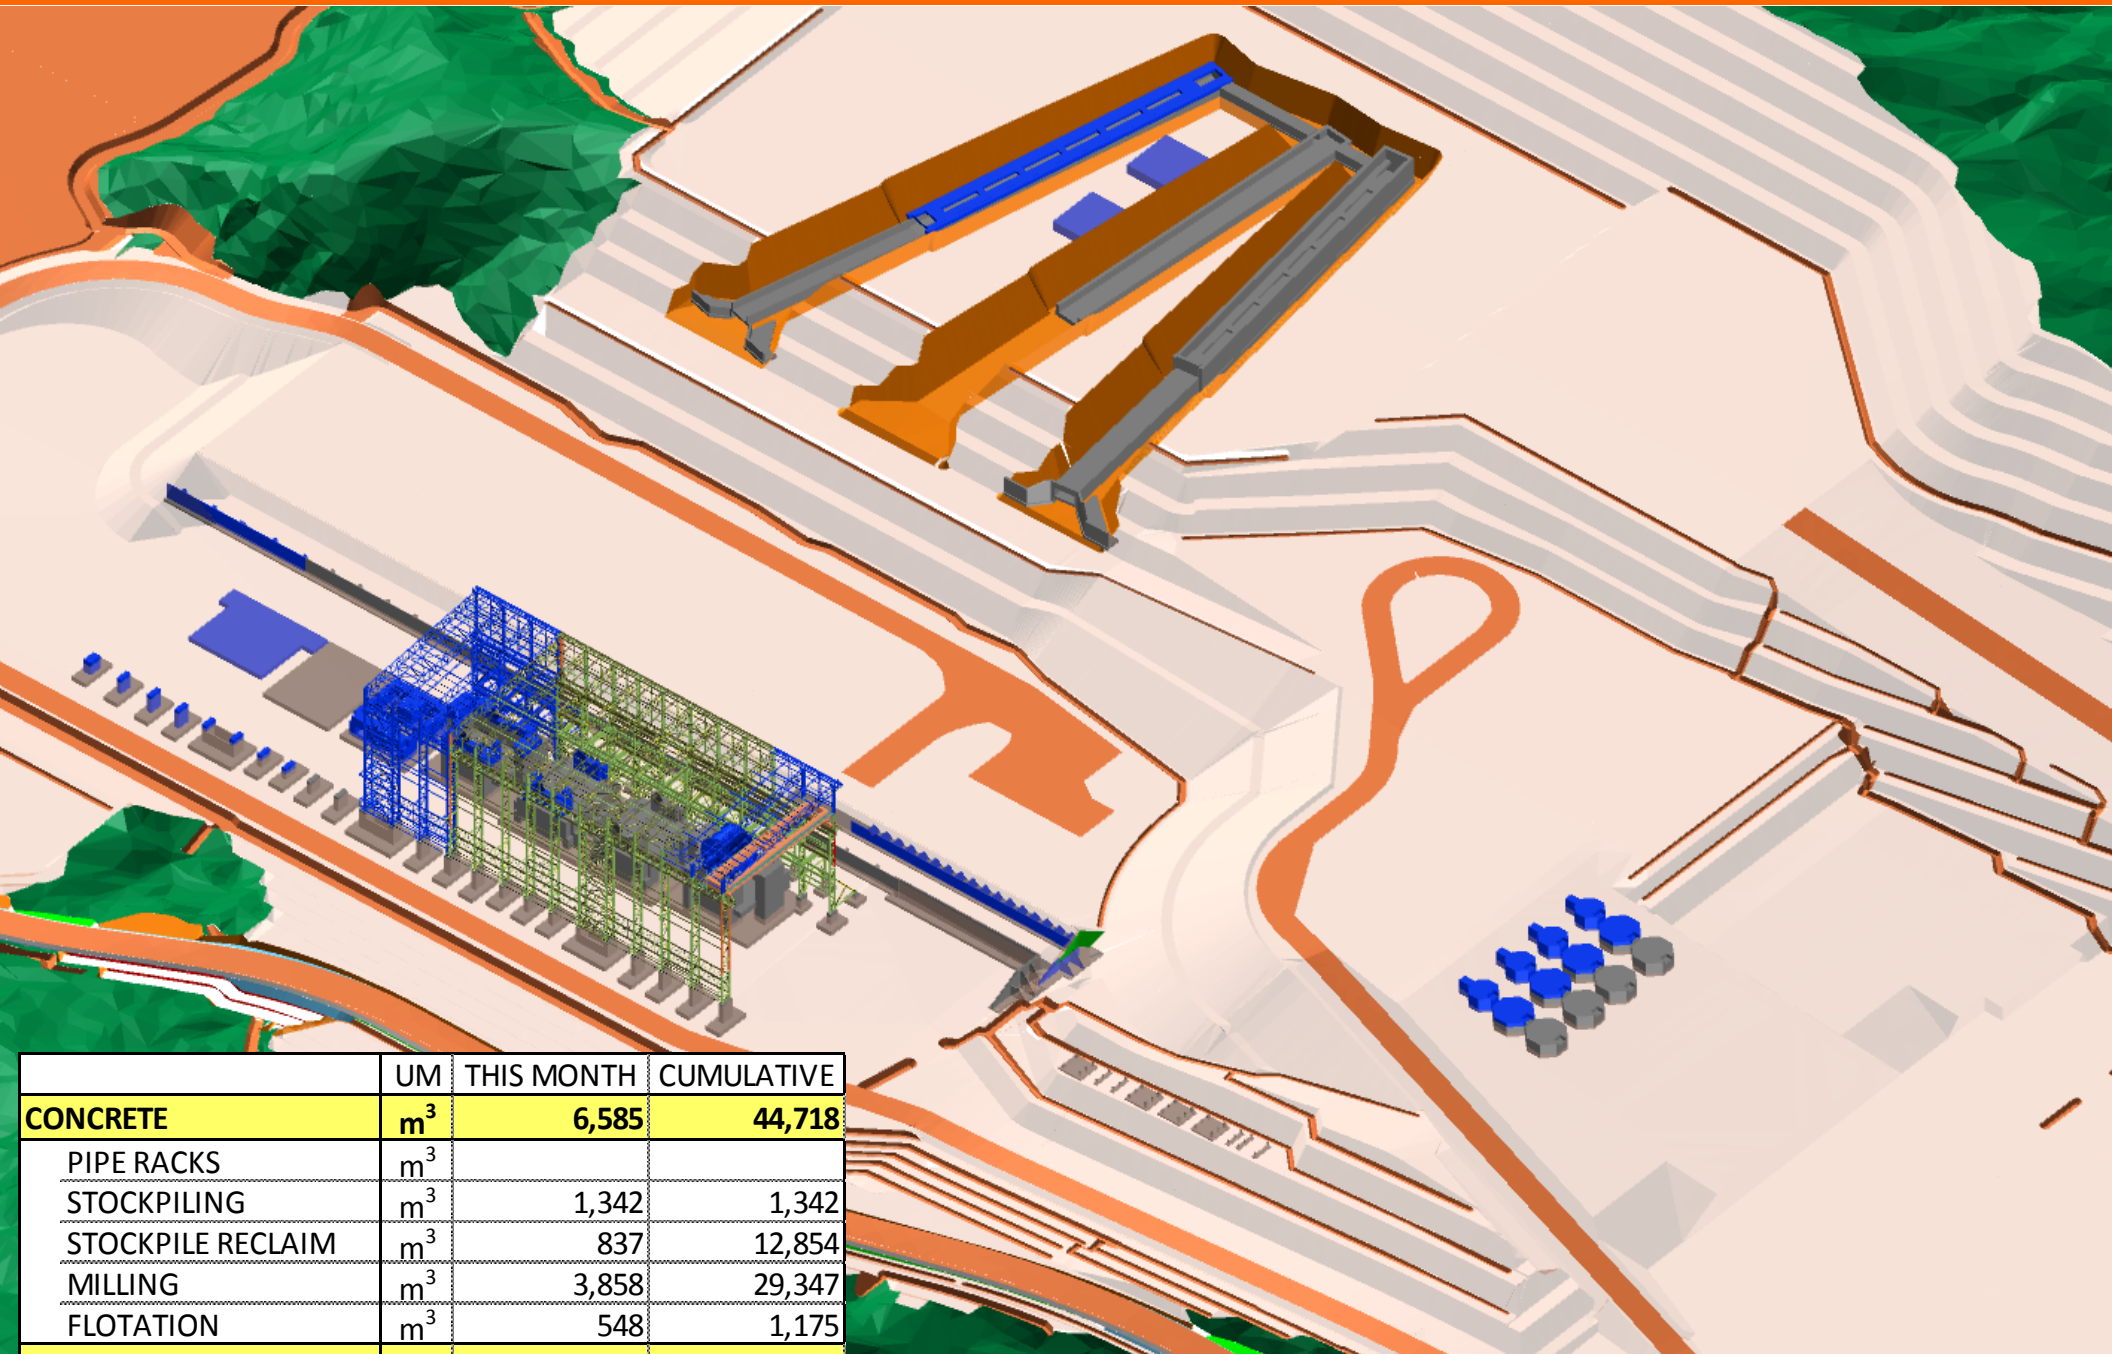 UM THIS MONTH CUMULATIVE
CONCRETE m³ 6,585 44,718
PIPE RACKS m³
STOCKPILING m³ 1,342 1,342
STOCKPILE RECLAIM m³ 837 12,854
MILLING m³ 3,858 29,347
FLOTATION m³ 548 1,175